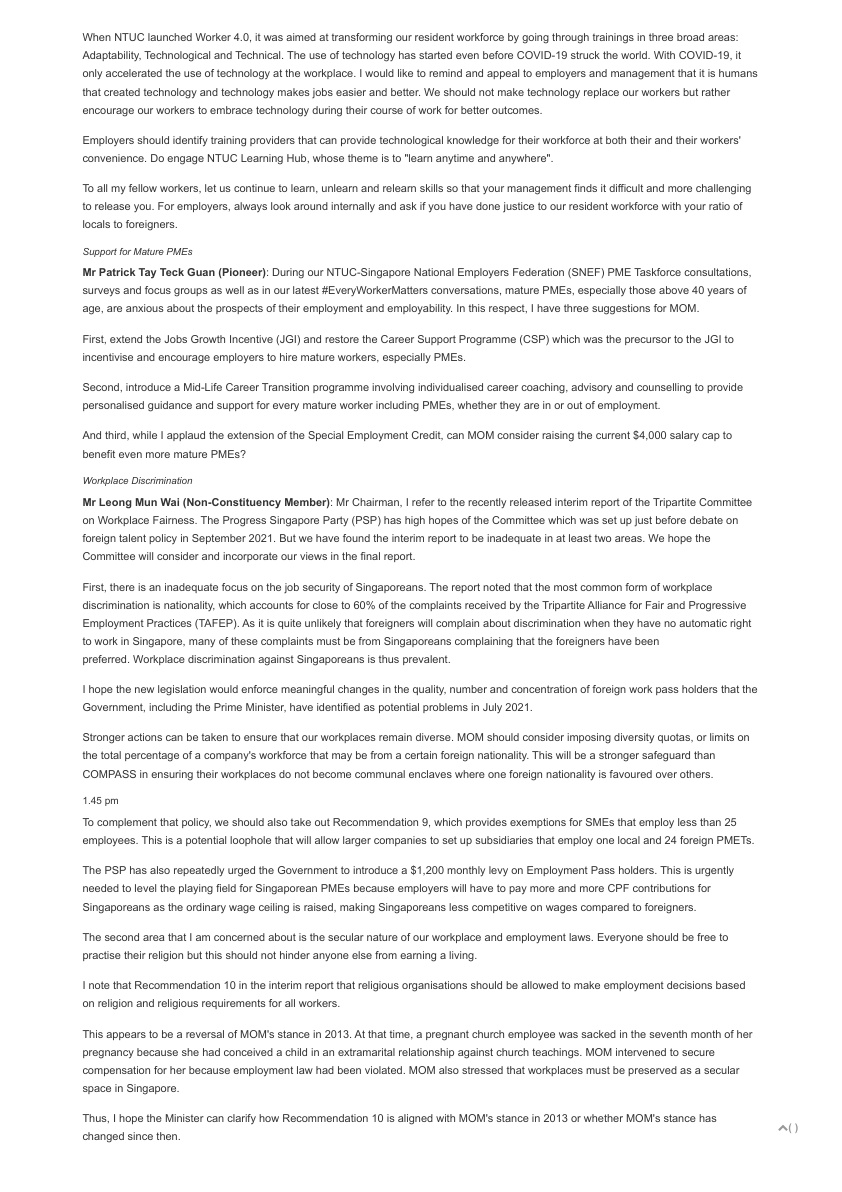 When NTUC launched Worker 4.0, it was aimed at transforming our resident workforce by going through trainings in three broad areas:
Adaptability, Technological and Technical. The use of technology has started even before COVID-19 struck the world. With COVID-19, it
only accelerated the use of technology at the workplace. I would like to remind and appeal to employers and management that it is humans
that created technology and technology makes jobs easier and better. We should not make technology replace our workers but rather
encourage our workers to embrace technology during their course of work for better outcomes.
Employers should identify training providers that can provide technological knowledge for their workforce at both their and their workers'
convenience. Do engage NTUC Learning Hub, whose theme is to "learn anytime and anywhere".
To all my fellow workers, let us continue to learn, unlearn and relearn skills so that your management finds it difficult and more challenging
to release you. For employers, always look around internally and ask if you have done justice to our resident workforce with your ratio of
locals to foreigners.
Support for Mature PMEs
Mr Patrick Tay Teck Guan (Pioneer): During our NTUC-Singapore National Employers Federation (SNEF) PME Taskforce consultations,
surveys and focus groups as well as in our latest #EveryWorkerMatters conversations, mature PMEs, especially those above 40 years of
age, are anxious about the prospects of their employment and employability. In this respect, I have three suggestions for MOM.
First, extend the Jobs Growth Incentive (JGI) and restore the Career Support Programme (CSP) which was the precursor to the JGI to
incentivise and encourage employers to hire mature workers, especially PMEs.
Second, introduce a Mid-Life Career Transition programme involving individualised career coaching, advisory and counselling to provide
personalised guidance and support for every mature worker including PMEs, whether they are in or out of employment.
And third, while I applaud the extension of the Special Employment Credit, can MOM consider raising the current $4,000 salary cap to
benefit even more mature PMEs?
Workplace Discrimination
Mr Leong Mun Wai (Non-Constituency Member): Mr Chairman, I refer to the recently released interim report of the Tripartite Committee
on Workplace Fairness. The Progress Singapore Party (PSP) has high hopes of the Committee which was set up just before debate on
foreign talent policy in September 2021. But we have found the interim report to be inadequate in at least two areas. We hope the
Committee will consider and incorporate our views in the final report.
First, there is an inadequate focus on the job security of Singaporeans. The report noted that the most common form of workplace
discrimination is nationality, which accounts for close to 60% of the complaints received by the Tripartite Alliance for Fair and Progressive
Employment Practices (TAFEP). As it is quite unlikely that foreigners will complain about discrimination when they have no automatic right
to work in Singapore, many of these complaints must be from Singaporeans complaining that the foreigners have been
preferred. Workplace discrimination against Singaporeans is thus prevalent.
I hope the new legislation would enforce meaningful changes in the quality, number and concentration of foreign work pass holders that the
Government, including the Prime Minister, have identified as potential problems in July 2021.
Stronger actions can be taken to ensure that our workplaces remain diverse. MOM should consider imposing diversity quotas, or limits on
the total percentage of a company's workforce that may be from a certain foreign nationality. This will be a stronger safeguard than
COMPASS in ensuring their workplaces do not become communal enclaves where one foreign nationality is favoured over others.
1.45 pm
To complement that policy, we should also take out Recommendation 9, which provides exemptions for SMEs that employ less than 25
employees. This is a potential loophole that will allow larger companies to set up subsidiaries that employ one local and 24 foreign PMETs.
The PSP has also repeatedly urged the Government to introduce a $1,200 monthly levy on Employment Pass holders. This is urgently
needed to level the playing field for Singaporean PMEs because employers will have to pay more and more CPF contributions for
Singaporeans as the ordinary wage ceiling is raised, making Singaporeans less competitive on wages compared to foreigners.
The second area that I am concerned about is the secular nature of our workplace and employment laws. Everyone should be free to
practise their religion but this should not hinder anyone else from earning a living.
I note that Recommendation 10 in the interim report that religious organisations should be allowed to make employment decisions based
on religion and religious requirements for all workers.
This appears to be a reversal of MOM's stance in 2013. At that time, a pregnant church employee was sacked in the seventh month of her
pregnancy because she had conceived a child in an extramarital relationship against church teachings. MOM intervened to secure
compensation for her because employment law had been violated. MOM also stressed that workplaces must be preserved as a secular
space in Singapore.
Thus, I hope the Minister can clarify how Recommendation 10 is aligned with MOM's stance in 2013 or whether MOM's stance has
changed since then.
( )